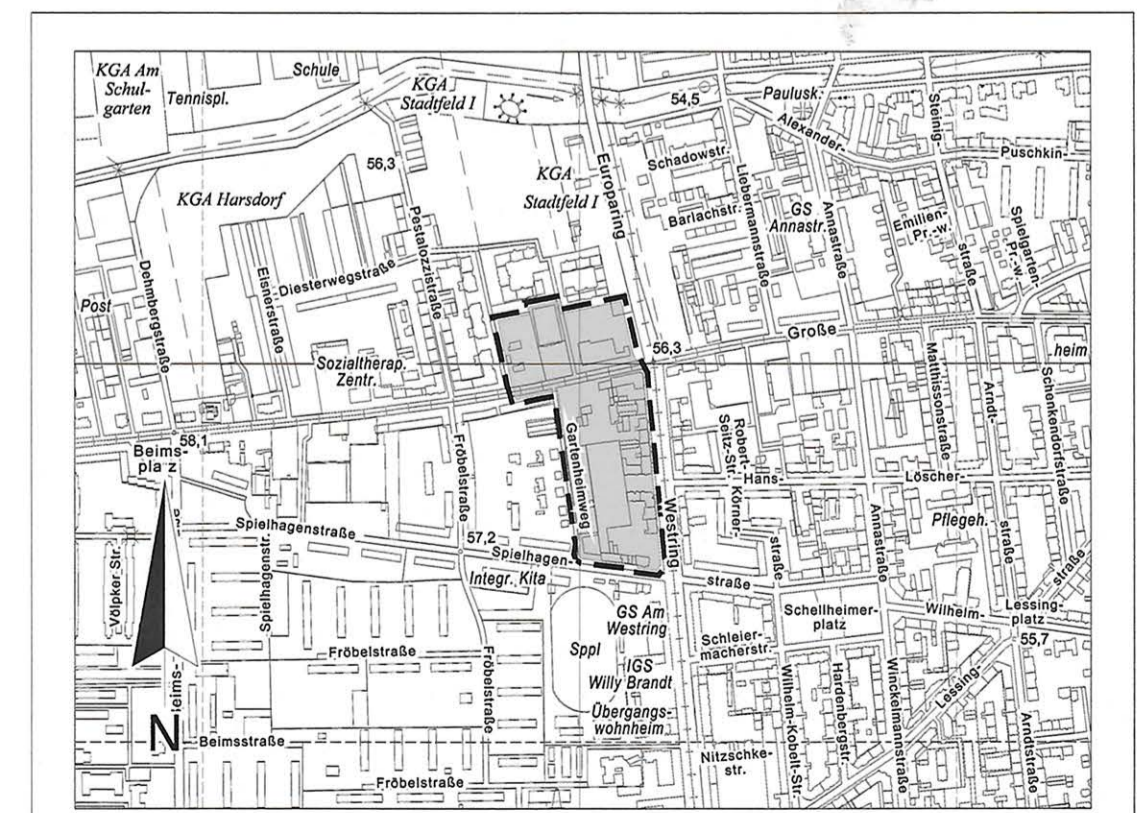 KGA Am
Schul-
garten
Tennispl.
Schule
KGA
Stadtfeld I
54,5
Paulusk.
Alexander-
Steinig-
Puschkin-
56,3
KGA Harsdorf
KGA
Stadtfeld I
Europaring
Schadowstr.
Liebermannstraße
Barlachstr.
GS
Annastr.
Annastraße
Emilien-
Pr.-w.
straße
Spielgarten-
Pr.-w.
Pestalozzistraße
Diesterwegstraße
Eisnerstraße
Dehmbergstraße
Post
Sozialtherap.
Zentr.
56,3
Große
heim
Matthissonstraße
Arndt-
Schenkendorfstraße
58,1
Beims-
platz
Fröbelstraße
Gartenheimweg
Westring
Robert-
Seitz-Str.
Körner-
Hans-
Löscher-
Annastraße
Pflegeh.
straße
straße
Spielhagenstraße
57,2
Spielhagen-
straße
Integr. Kita
Völpker Str.
Spielhagenstr.
straße
Schellheimer-
platz
Wilhelm-
Lessing-
platz
55,7
GS Am
Westring
Schleier-
macherstr.
Sppl
IGS
Willy Brandt
Übergangs-
wohnheim
Fröbelstraße
Fröbelstraße
Wilhelm-Kobelt-Str.
Hardenbergstr.
Winckelmannstraße
Lessing-
Arndtstraße
N
Beimsstraße
Nitzschke-
str.
Fröbelstraße